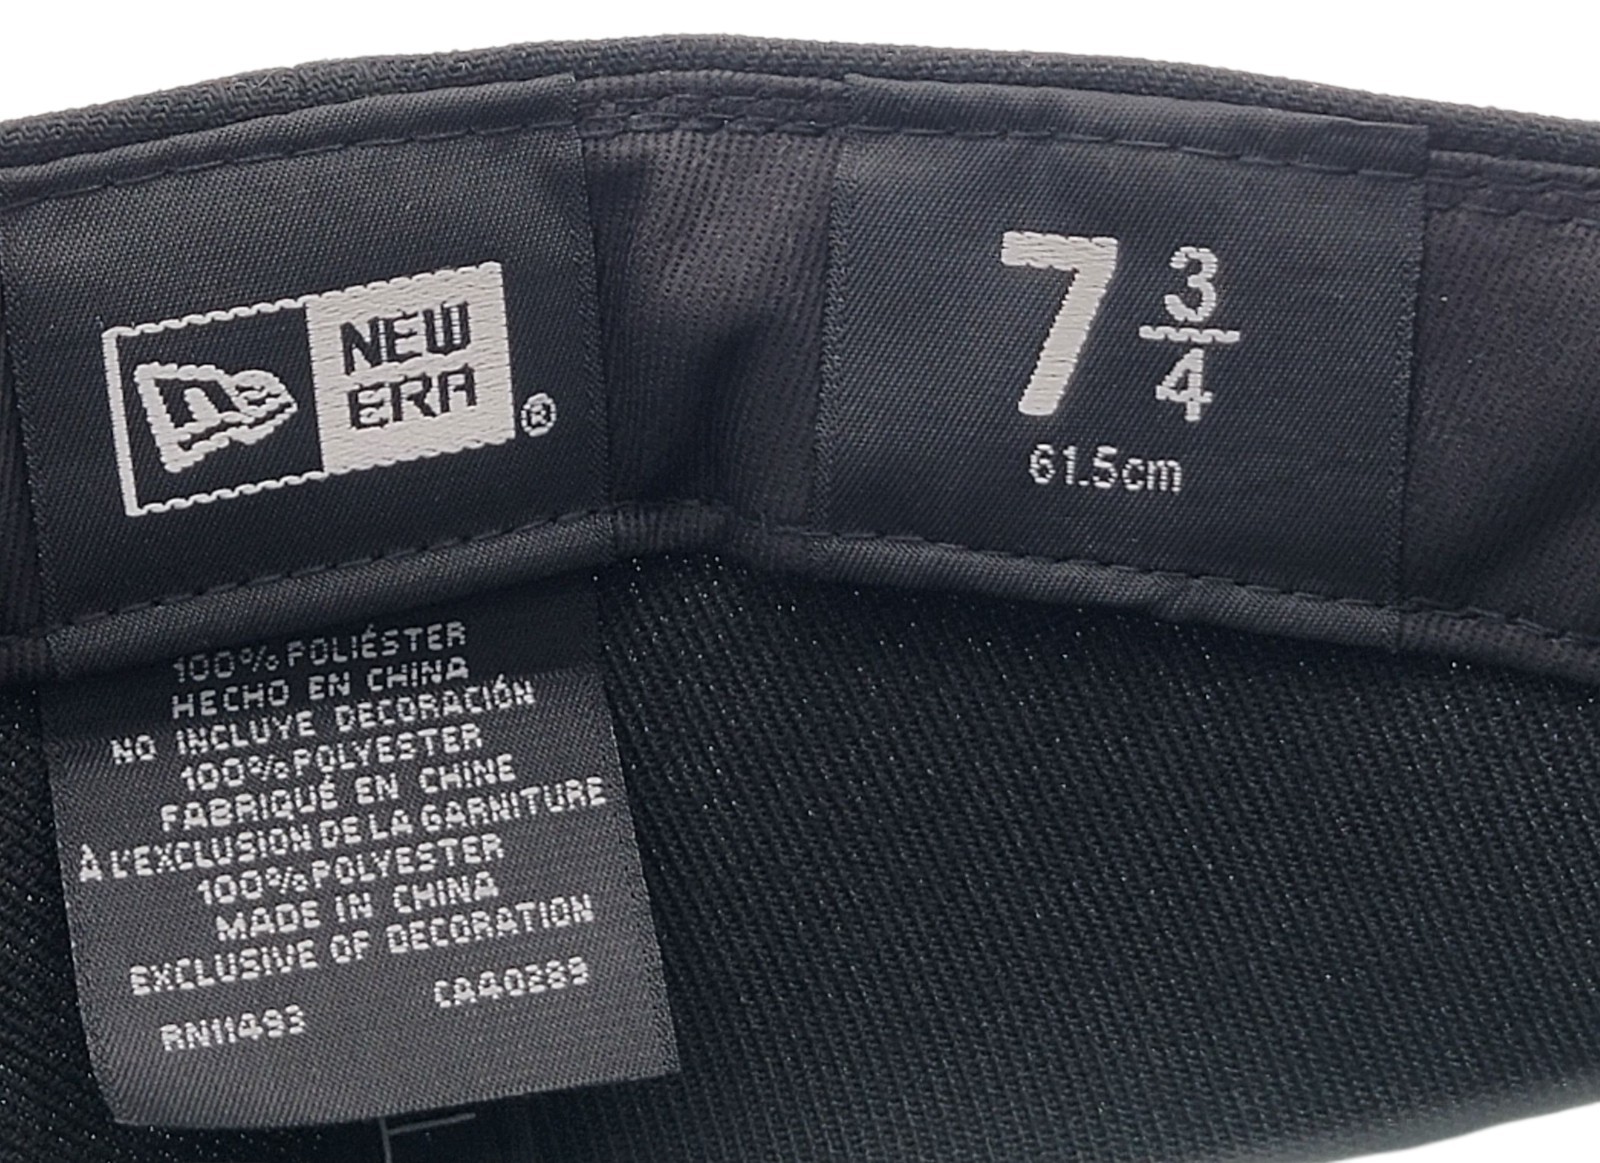 NEW
ERA
®
7 3/4
61.5cm
100% POLIÉSTER
HECHO EN CHINA
NO INCLUYE DECORACIÓN
100% POLYESTER
FABRIQUÉ EN CHINE
À L'EXCLUSION DE LA GARNITURE
100% POLYESTER
MADE IN CHINA
EXCLUSIVE OF DECORATION
RN11493 CA40289